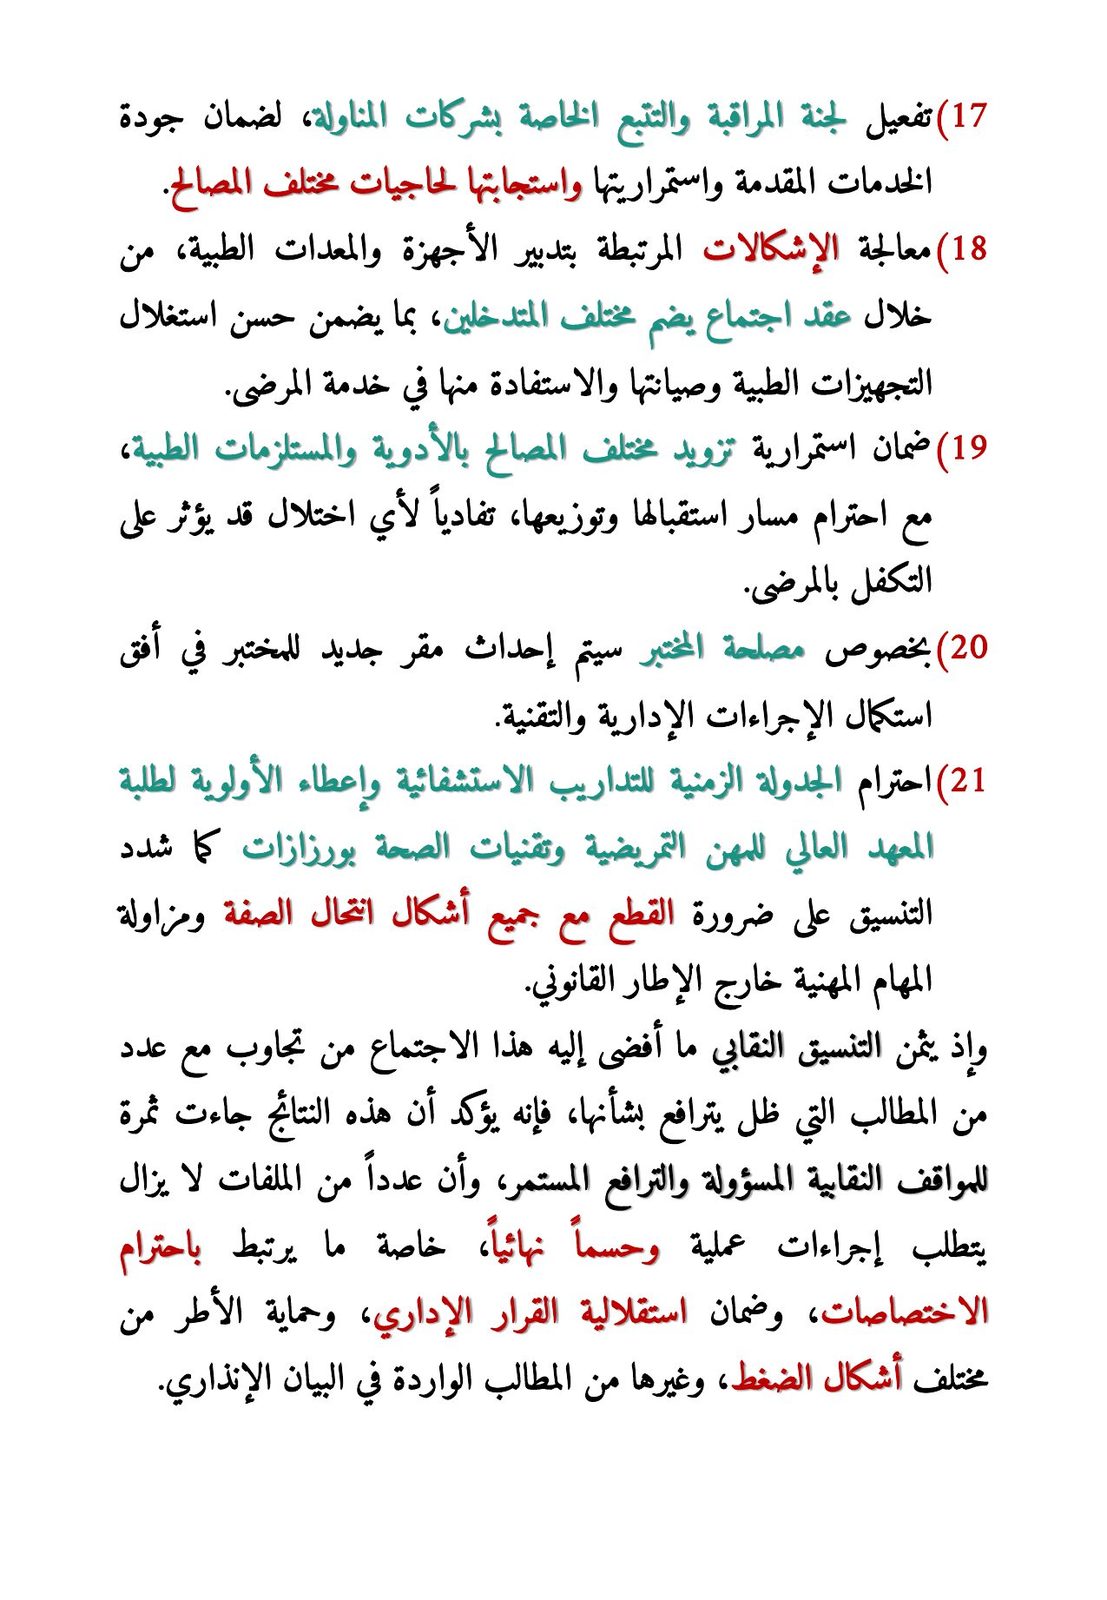 17) تفعيل لجنة المراقبة والتتبع الخاصة بشركات المناولة، لضمان جودة
الخدمات المقدمة واستمراريتها واستجابتها لحاجيات مختلف المصالح.
18) معالجة الإشكالات المرتبطة بتدبير الأجهزة والمعدات الطبية، من
خلال عقد اجتماع يضم مختلف المتدخلين، بما يضمن حسن استغلال
التجهيزات الطبية وصيانتها والاستفادة منها في خدمة المرضى.
19) ضمان استمرارية تزويد مختلف المصالح بالأدوية والمستلزمات الطبية،
مع احترام مسار استقبالها وتوزيعها، تفادياً لأي اختلال قد يؤثر على
التكفل بالمرضى.
20) بخصوص مصلحة المختبر سيتم إحداث مقر جديد للمختبر في أفق
استكمال الإجراءات الإدارية والتقنية.
21) احترام الجدولة الزمنية للتداريب الاستشفائية وإعطاء الأولوية لطلبة
المعهد العالي للمهن التمريضية وتقنيات الصحة بورزازات كما شدد
التنسيق على ضرورة القطع مع جميع أشكال انتحال الصفة ومزاولة
المهام المهنية خارج الإطار القانوني.
وإذ يثمن التنسيق النقابي ما أفضى إليه هذا الاجتماع من تجاوب مع عدد
من المطالب التي ظل يترافع بشأنها، فإنه يؤكد أن هذه النتائج جاءت ثمرة
للمواقف النقابية المسؤولة والترافع المستمر، وأن عدداً من الملفات لا يزال
يتطلب إجراءات عملية وحسماً نهائياً، خاصة ما يرتبط باحترام
الاختصاصات، وضمان استقلالية القرار الإداري، وحماية الأطر من
مختلف أشكال الضغط، وغيرها من المطالب الواردة في البيان الإنذاري.